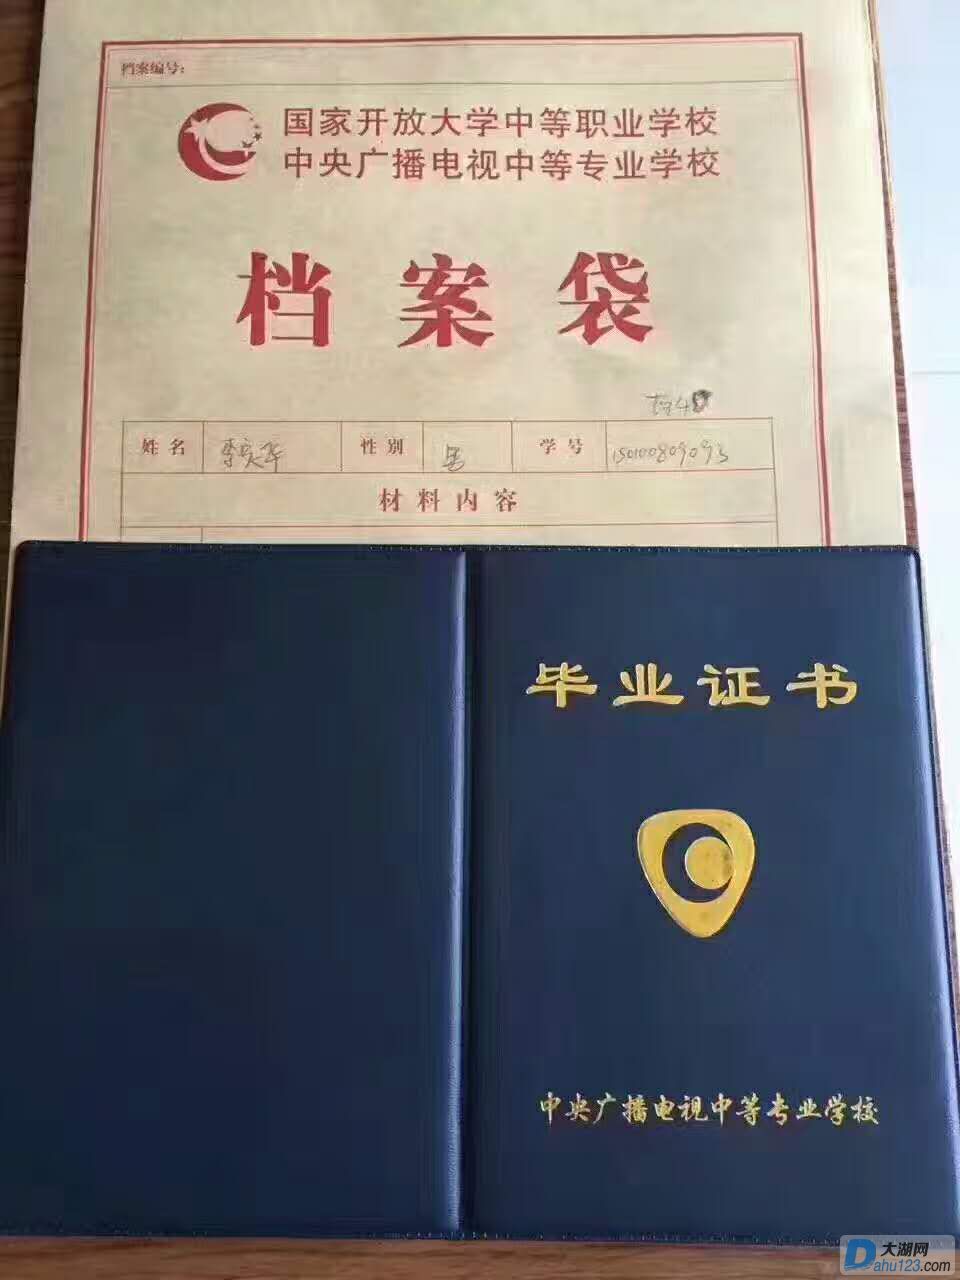 档案编号：
国家开放大学中等职业学校
中央广播电视中等专业学校
档案袋
姓名 李 华 性别 男 学号
材料内容
毕业证书
中央广播电视中等专业学校
大湖网
Dahu123.com